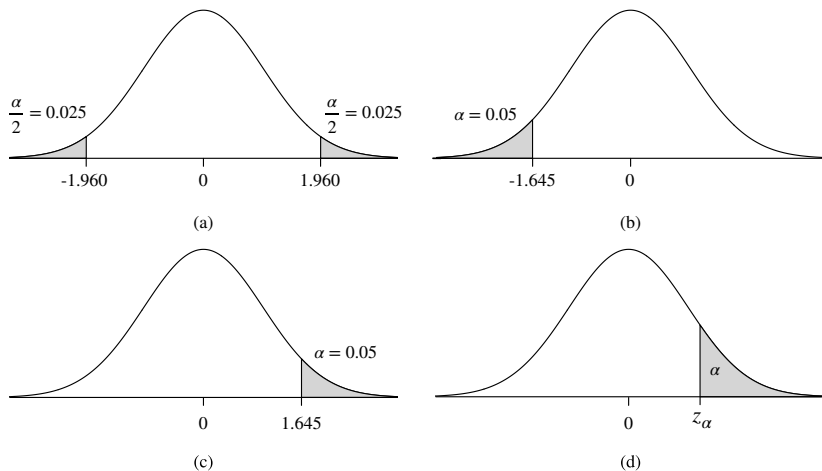 α/2 = 0.025
α/2 = 0.025
-1.960 0 1.960
(a)
α = 0.05
-1.645 0
(b)
α = 0.05
0 1.645
(c)
α
0 zα
(d)